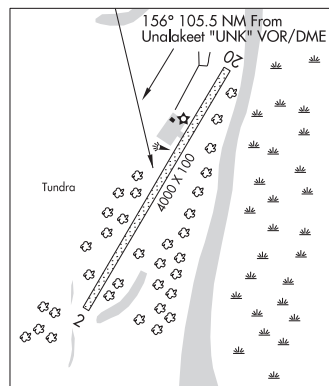 156° 105.5 NM From
Unalakeet "UNK" VOR/DME
20
4000 X 100
Tundra
2